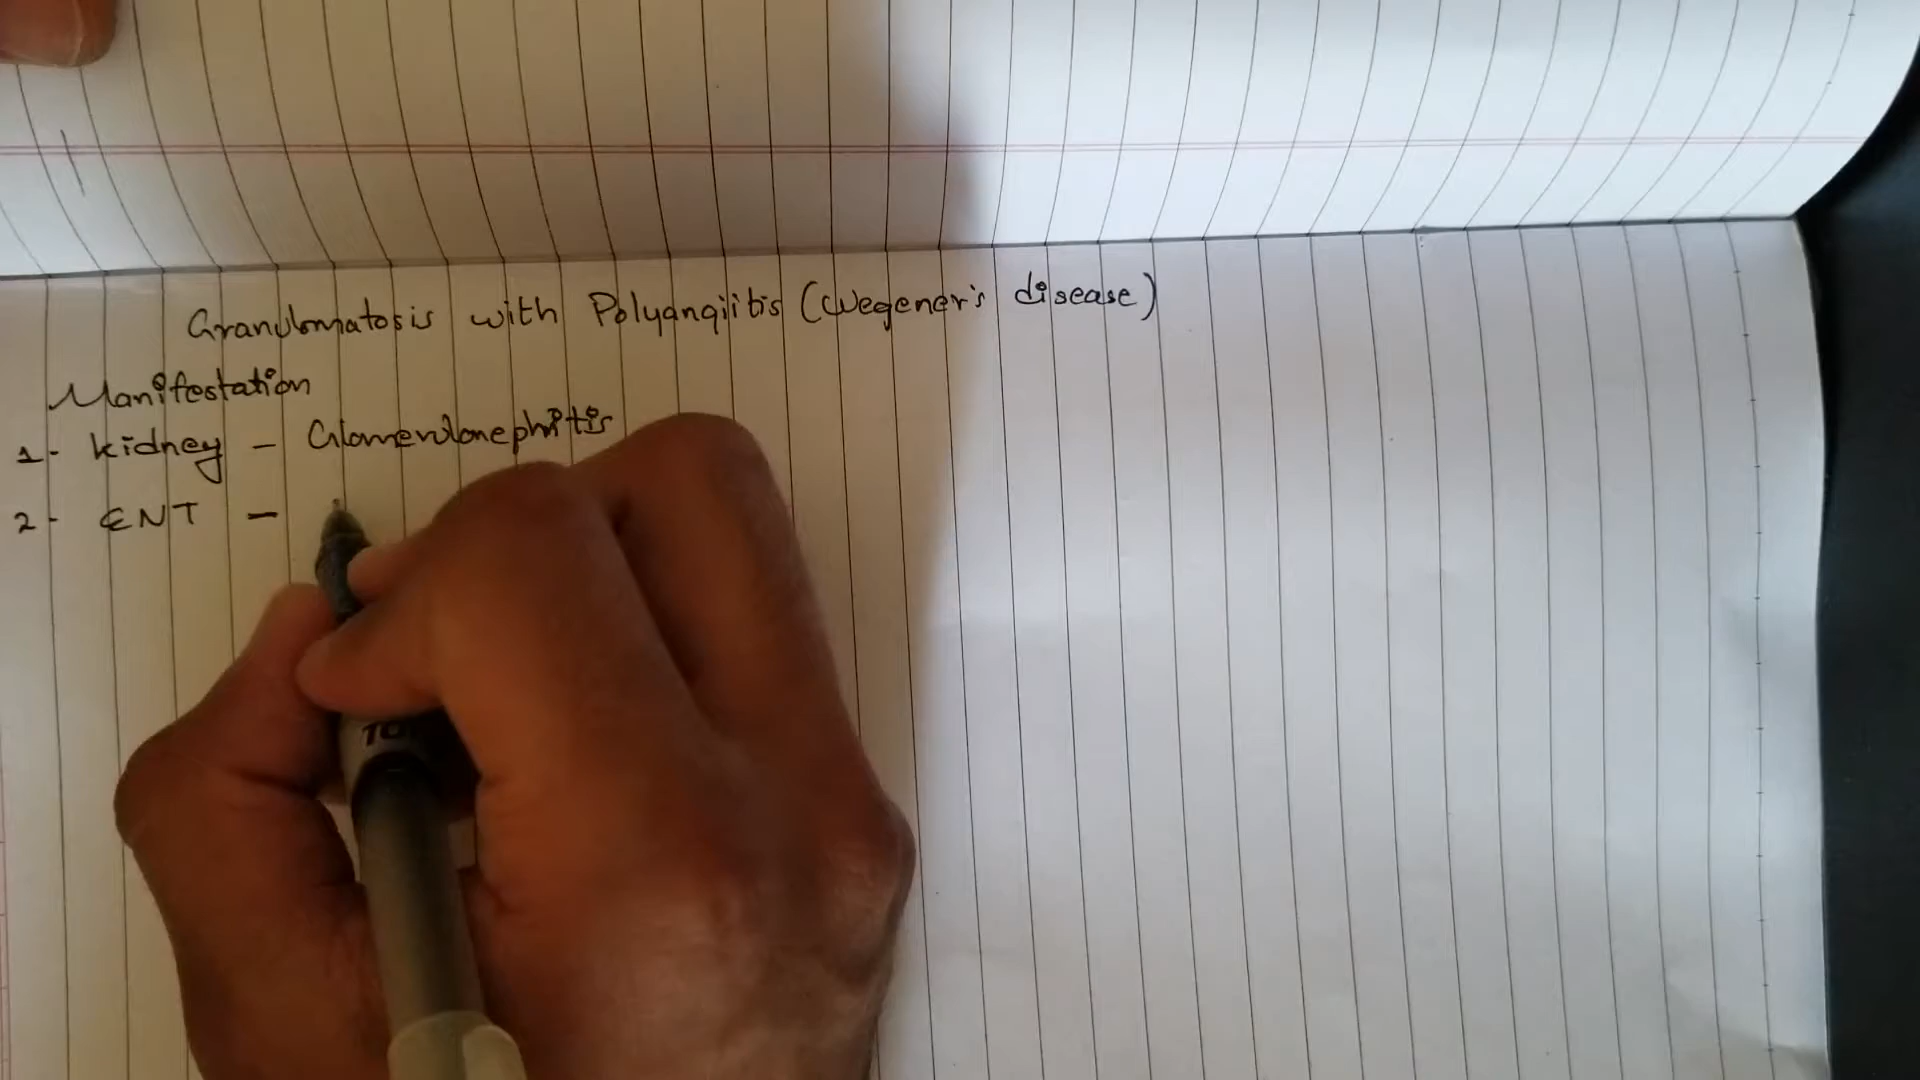 Granulomatosis with Polyangiitis (Wegener's disease)
Manifestation
1- Kidney - Glomerulonephritis
2- ENT -